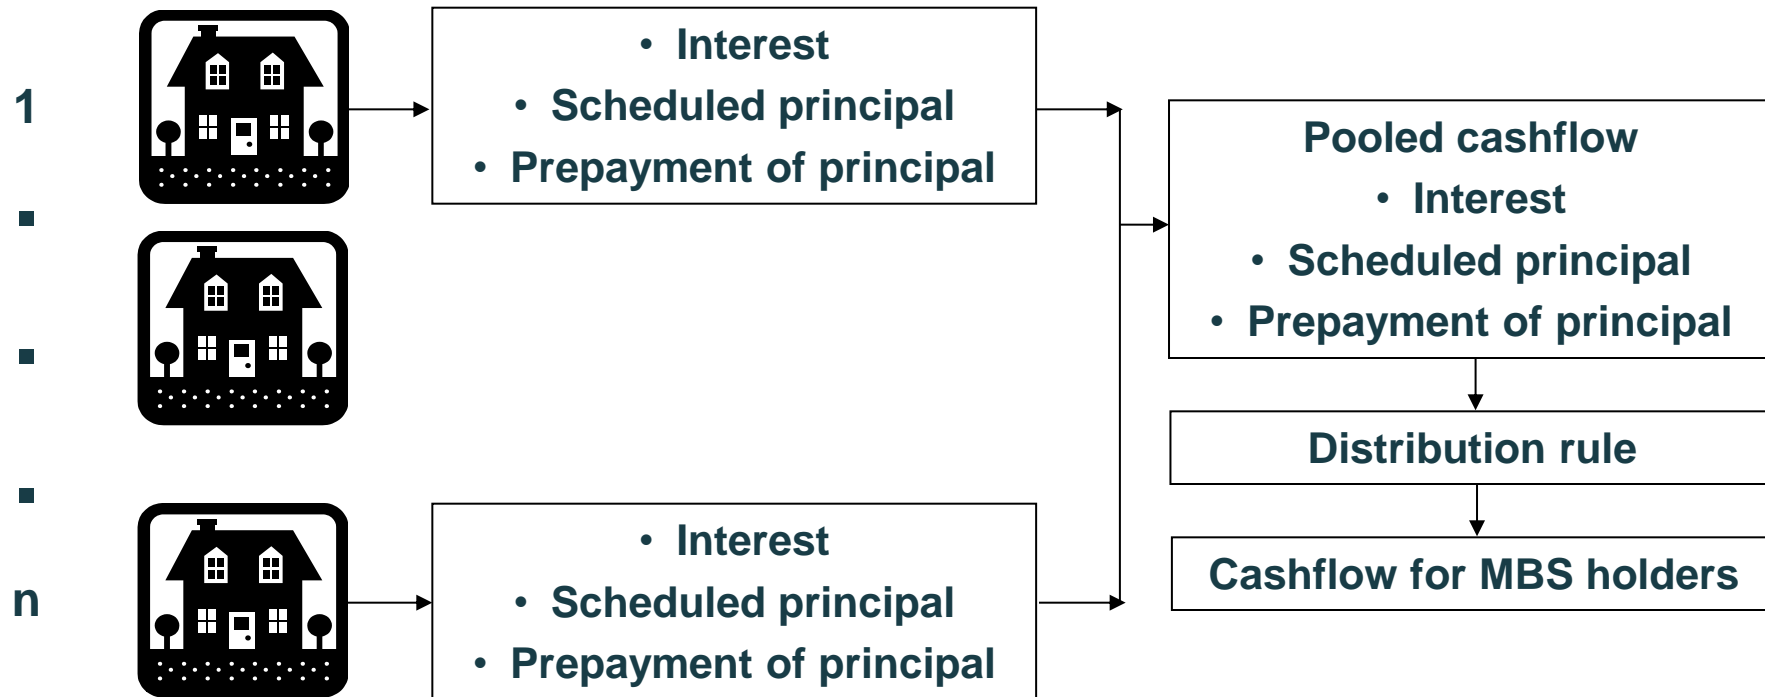 1
• Interest
• Scheduled principal
• Prepayment of principal
Pooled cashflow
• Interest
• Scheduled principal
• Prepayment of principal
Distribution rule
Cashflow for MBS holders
n
• Interest
• Scheduled principal
• Prepayment of principal